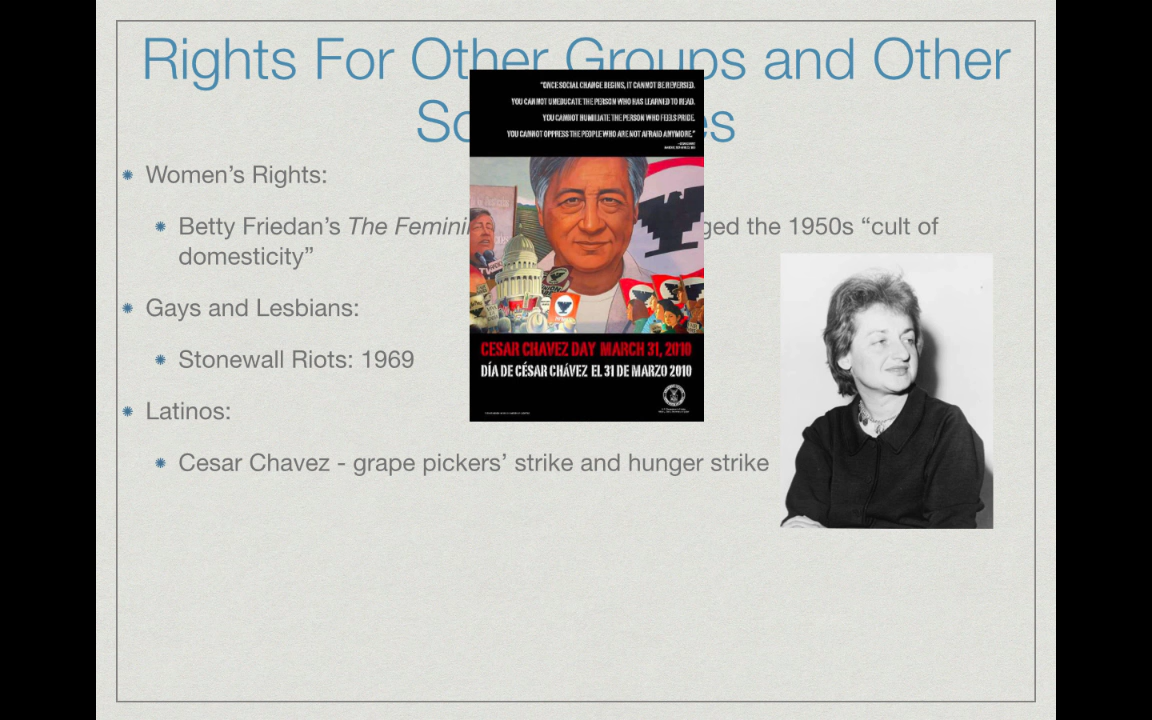 Rights For Other Groups and Other
"ONCE SOCIAL CHANGE BEGINS, IT CANNOT BE REVERSED.
YOU CAN NOT UNEDUCATE THE PERSON WHO HAS LEARNED TO READ.
YOU CANNOT HUMILIATE THE PERSON WHO FEELS PRIDE.
YOU CANNOT OPPRESS THE PEOPLE WHO ARE NOT AFRAID ANYMORE."
Women's Rights:
Betty Friedan's The Femini ged the 1950s “cult of
domesticity”
Gays and Lesbians:
Stonewall Riots: 1969
CESAR CHAVEZ DAY MARCH 31, 2010
DÍA DE CÉSAR CHÁVEZ EL 31 DE MARZO 2010
Latinos:
Cesar Chavez - grape pickers’ strike and hunger strike